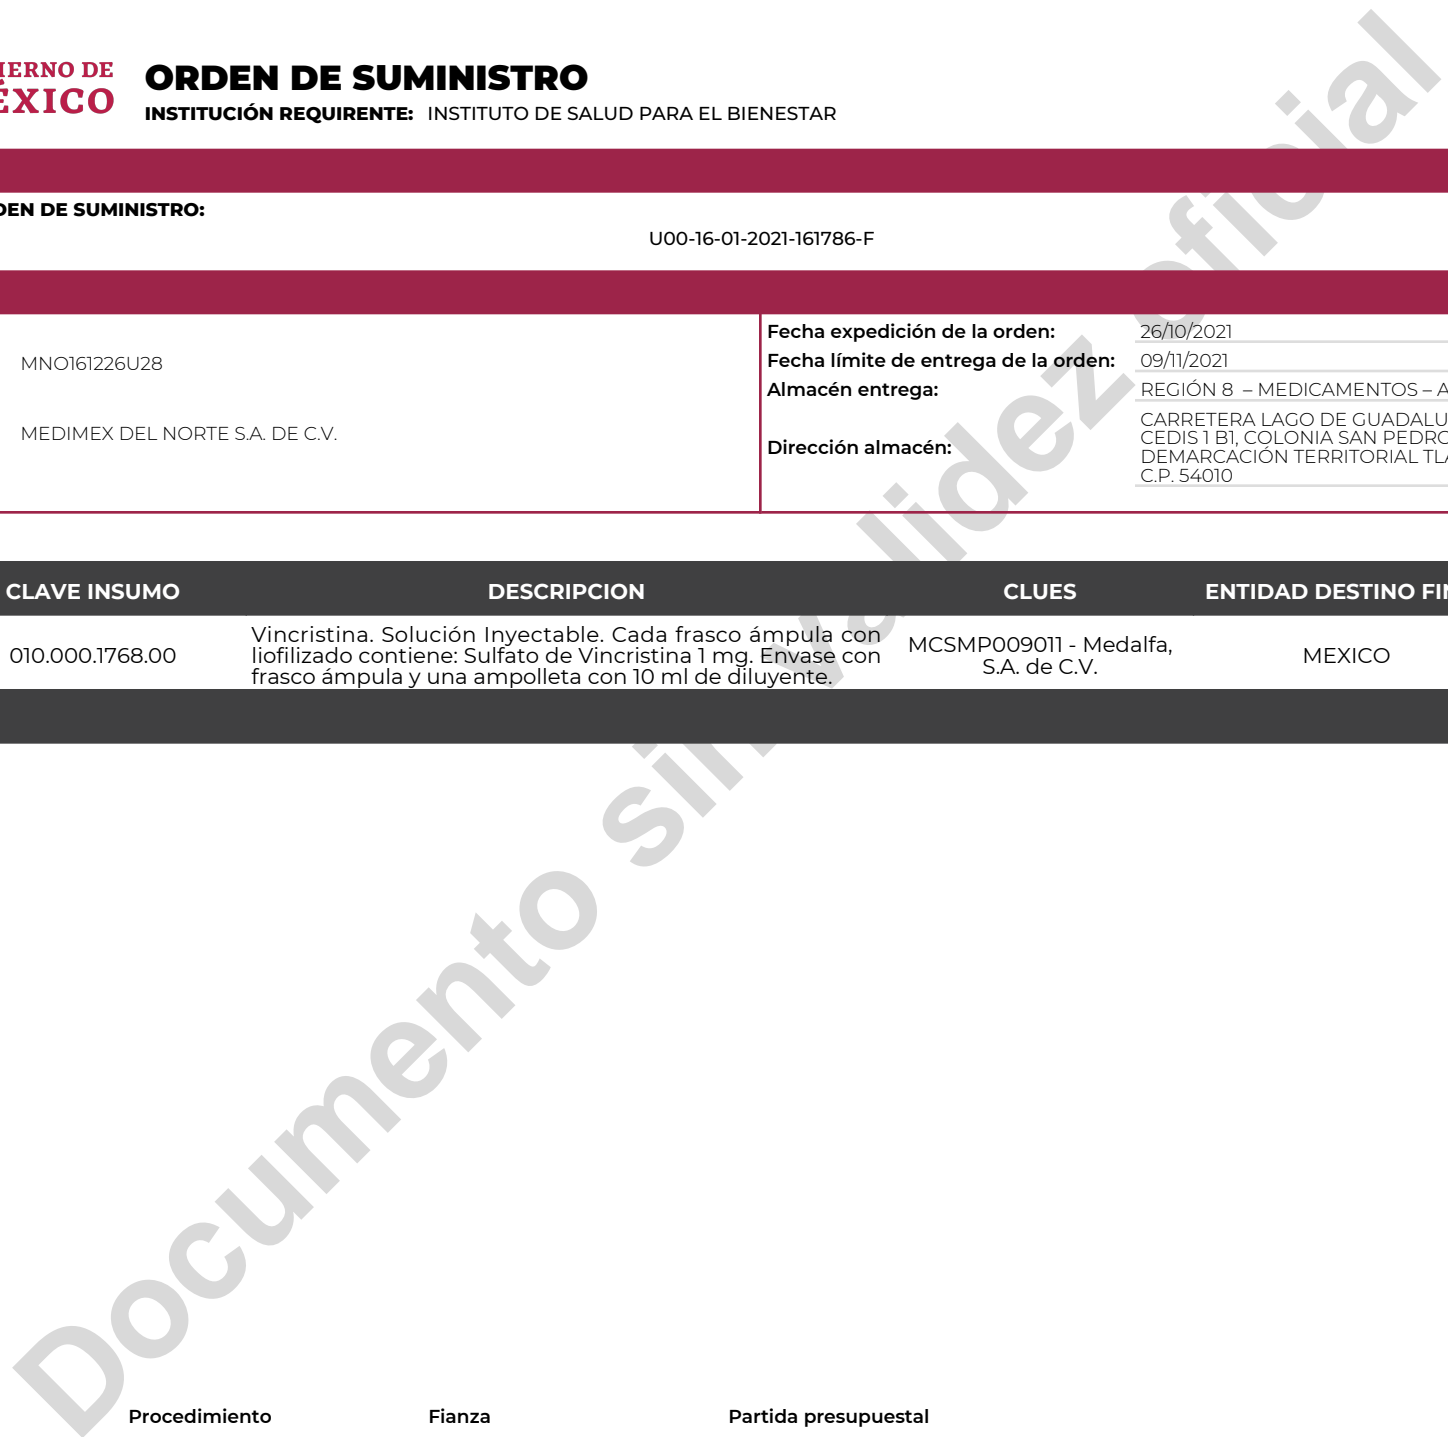 IERNO DE
ÉXICO
ORDEN DE SUMINISTRO
INSTITUCIÓN REQUIRENTE: INSTITUTO DE SALUD PARA EL BIENESTAR
DEN DE SUMINISTRO:
U00-16-01-2021-161786-F
MNO161226U28
MEDIMEX DEL NORTE S.A. DE C.V.
Fecha expedición de la orden: 26/10/2021
Fecha límite de entrega de la orden: 09/11/2021
Almacén entrega: REGIÓN 8 – MEDICAMENTOS – A
Dirección almacén:
CARRETERA LAGO DE GUADALU
CEDIS 1 B1, COLONIA SAN PEDRO
DEMARCACIÓN TERRITORIAL TLA
C.P. 54010
CLAVE INSUMO DESCRIPCION CLUES ENTIDAD DESTINO FIN
010.000.1768.00
Vincristina. Solución Inyectable. Cada frasco ámpula con
liofilizado contiene: Sulfato de Vincristina 1 mg. Envase con
frasco ámpula y una ampolleta con 10 ml de diluyente.
MCSMP009011 - Medalfa,
S.A. de C.V.
MEXICO
Documento sin validez oficial
Procedimiento Fianza Partida presupuestal